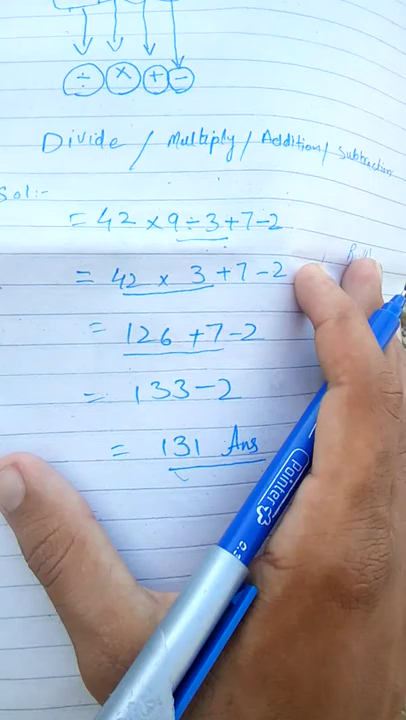 ÷ × + −
Divide / Multiply / Addition / Subtraction
Sol:-
= 42 × 9 ÷ 3 + 7 - 2
= 42 × 3 + 7 - 2
= 126 + 7 - 2
= 133 - 2
= 131 Ans
Pointer